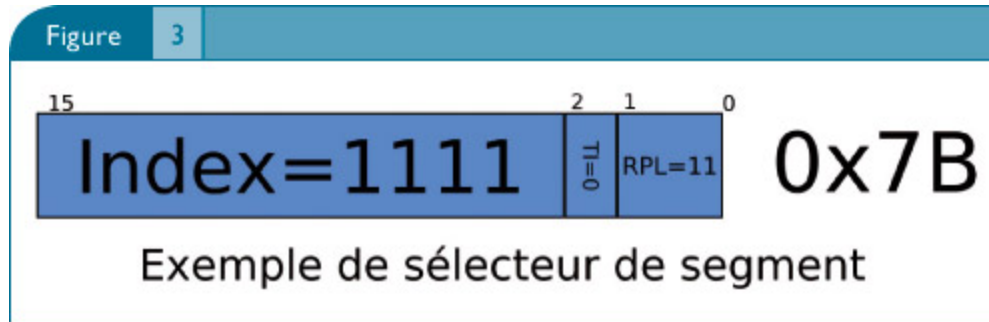 Figure 3
15 2 1 0
Index=1111 TI=0 RPL=11 0x7B
Exemple de sélecteur de segment